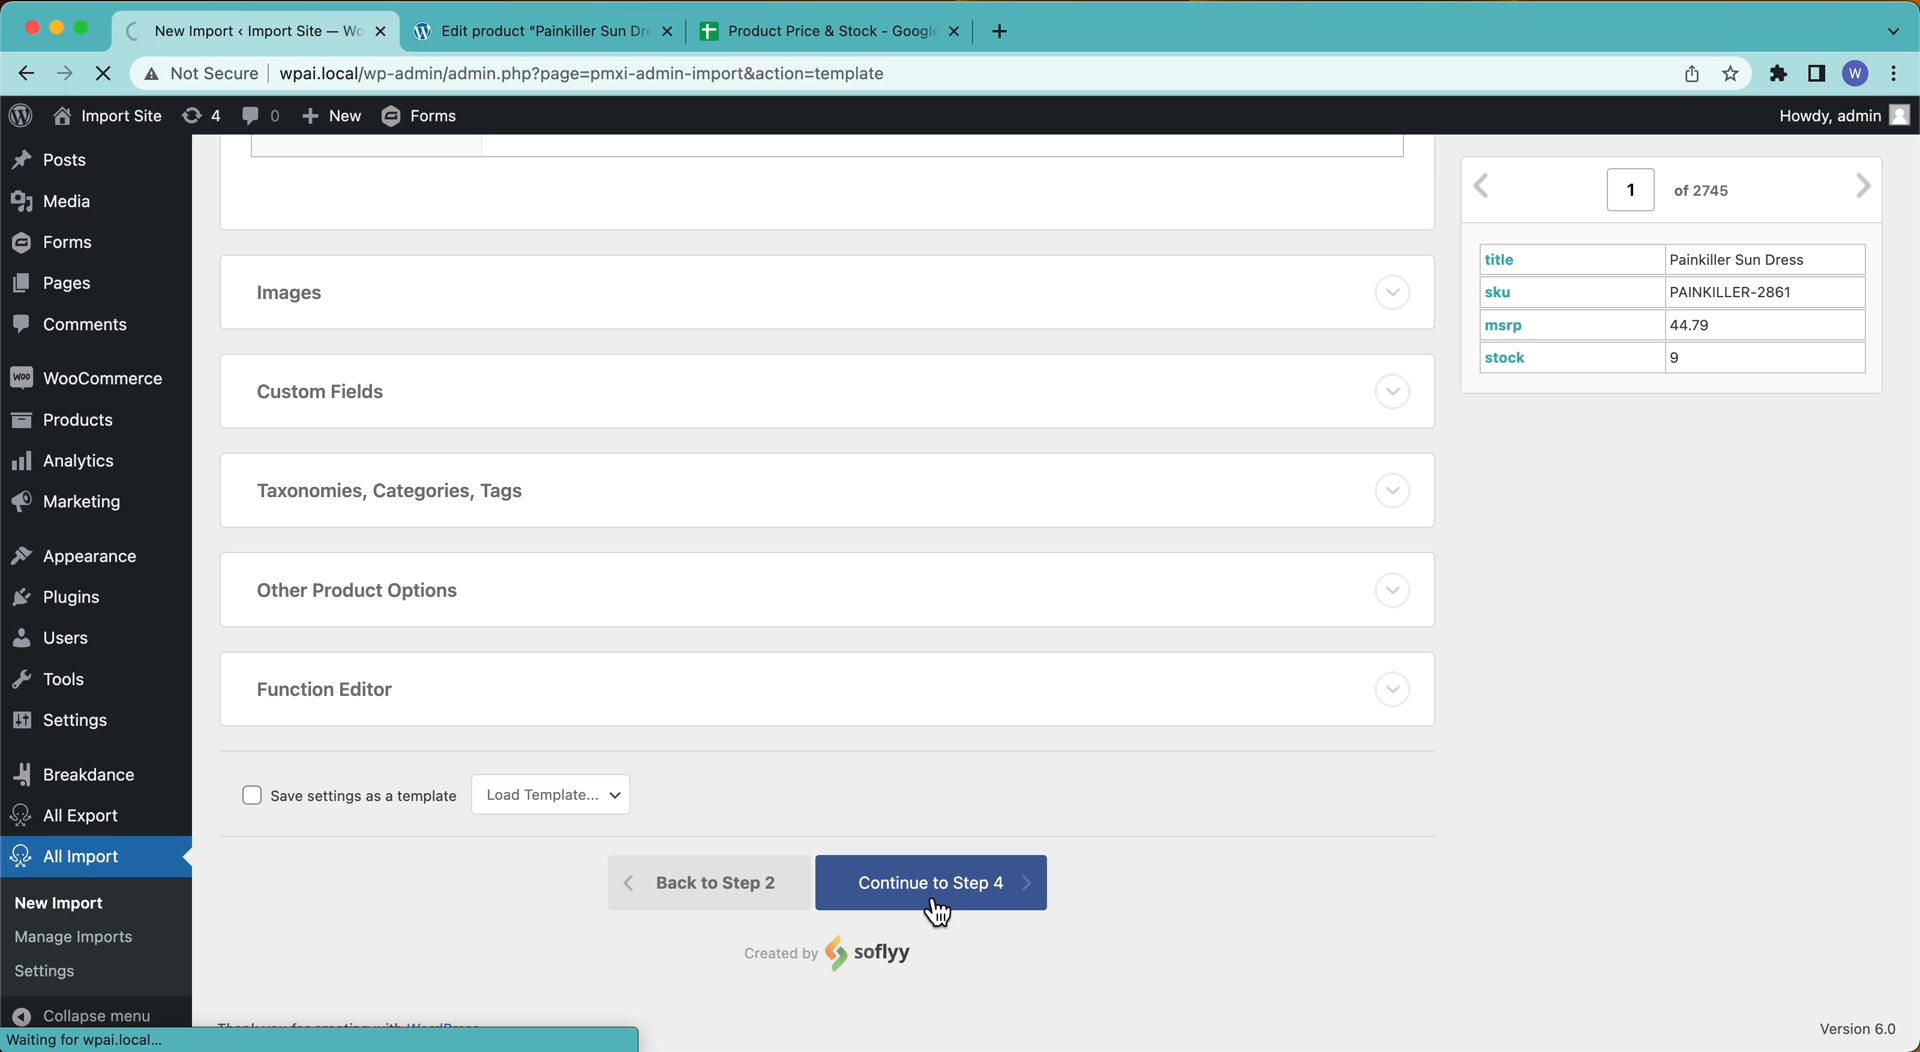 New Import ‹ Import Site — Wo
Edit product “Painkiller Sun Dre
Product Price & Stock - Google
Not Secure
wpai.local/wp-admin/admin.php?page=pmxi-admin-import&action=template
W
Import Site
4
0
New
Forms
Howdy, admin
Posts
Media
Forms
Pages
Comments
WooCommerce
Products
Analytics
Marketing
Appearance
Plugins
Users
Tools
Settings
Breakdance
All Export
All Import
New Import
Manage Imports
Settings
Collapse menu
Waiting for wpai.local...
Images
Custom Fields
Taxonomies, Categories, Tags
Other Product Options
Function Editor
Save settings as a template
Load Template...
Back to Step 2
Continue to Step 4
Created by soflyy
1 of 2745
title Painkiller Sun Dress
sku PAINKILLER-2861
msrp 44.79
stock 9
Version 6.0